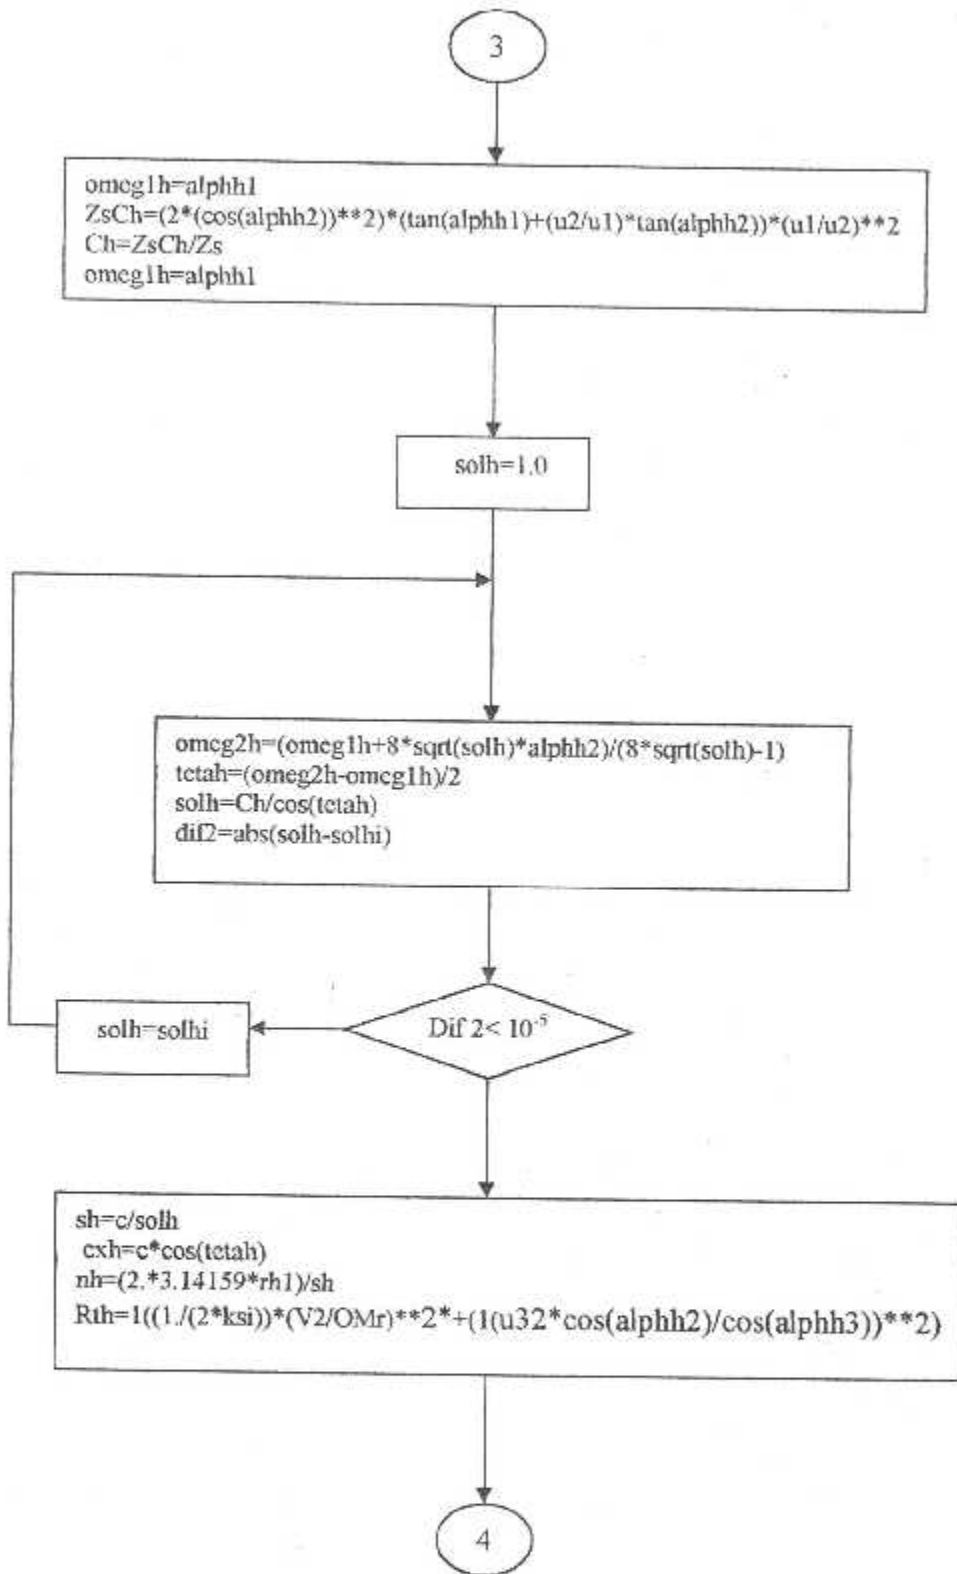 3
omeg1h=alphh1
ZsCh=(2*(cos(alphh2))**2)*(tan(alphh1)+(u2/u1)*tan(alphh2))*(u1/u2)**2
Ch=ZsCh/Zs
omeg1h=alphh1
solh=1.0
omeg2h=(omeg1h+8*sqrt(solh)*alphh2)/(8*sqrt(solh)-1)
tetah=(omeg2h-omeg1h)/2
solh=Ch/cos(tetah)
dif2=abs(solh-solhi)
solh=solhi
Dif 2< 10⁻⁵
sh=c/solh
cxh=c*cos(tetah)
nh=(2.*3.14159*rh1)/sh
Rth=1((1./(2*ksi))*(V2/OMr)**2*+(1(u32*cos(alphh2)/cos(alphh3))**2)
4